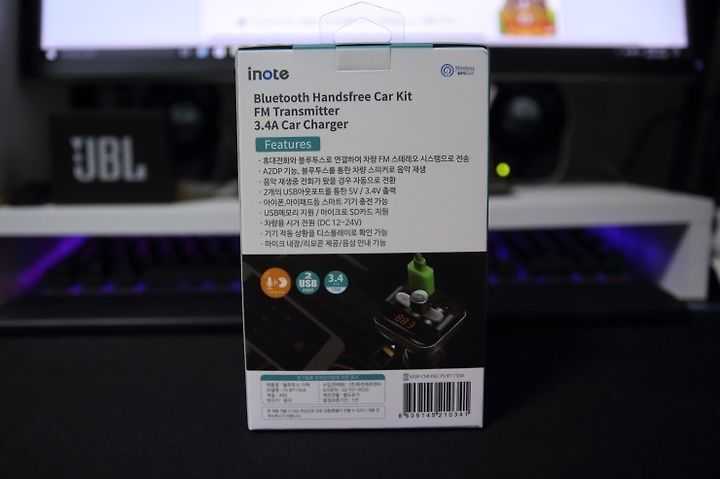 inote
Wireless
Bluetooth Handsfree Car Kit
FM Transmitter
3.4A Car Charger
Features
· 휴대전화와 블루투스로 연결하여 차량 FM 스테레오 시스템으로 전송
· A2DP 기능, 블루투스를 통한 차량 스피커로 음악 재생
· 음악 재생중 전화가 왔을 경우 자동으로 전환
· 2개의 USB아웃포트를 통한 5V / 3.4V 출력
· 아이폰,아이패드등 스마트 기기 충전 가능
· USB메모리 지원 / 마이크로 SD카드 지원
· 차량용 시거 전원 (DC 12~24V)
· 기기 작동 상황을 디스플레이로 확인 가능
· 마이크 내장/리모콘 제공/음성 안내 기능
JBL
2
USB
3.4
883
8809145210341